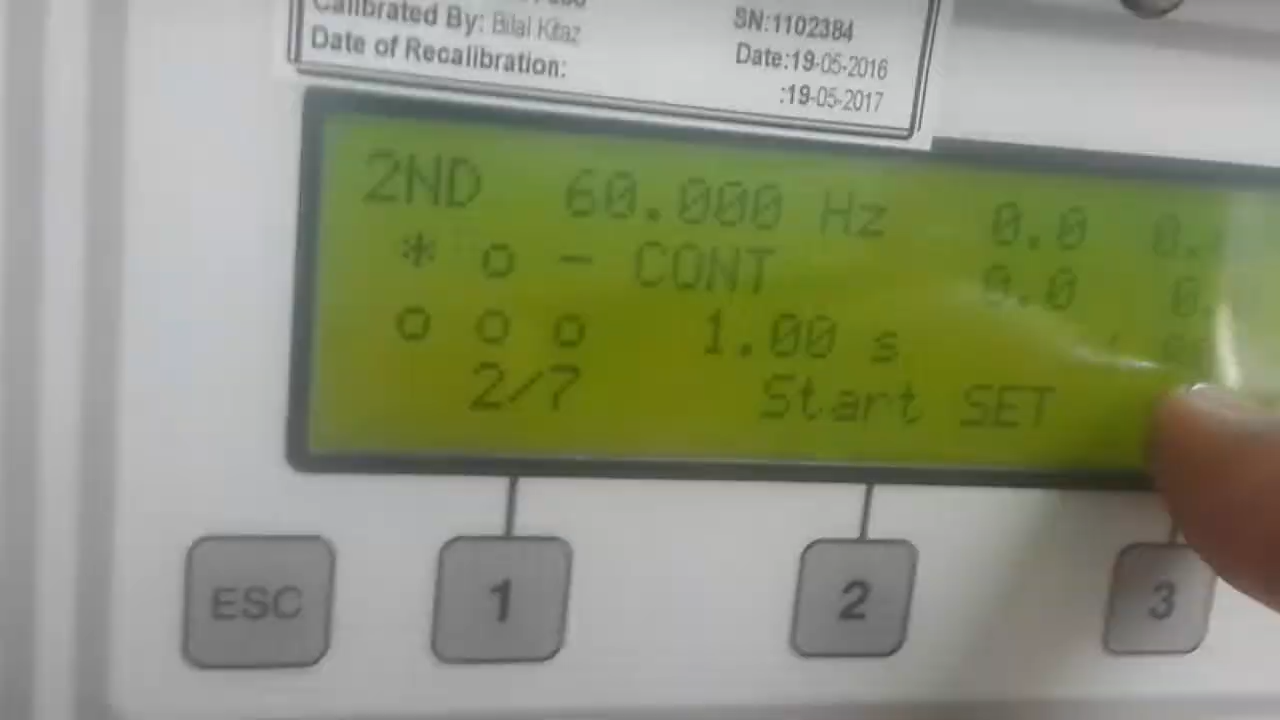 Calibrated By: Bilal Kitaz
SN:1102384
Date of Recalibration:
Date:19-05-2016
:19-05-2017
2ND 60.000 Hz 0.0
* o - CONT 0.0
o o o 1.00 s
2/7 Start SET
ESC 1 2 3